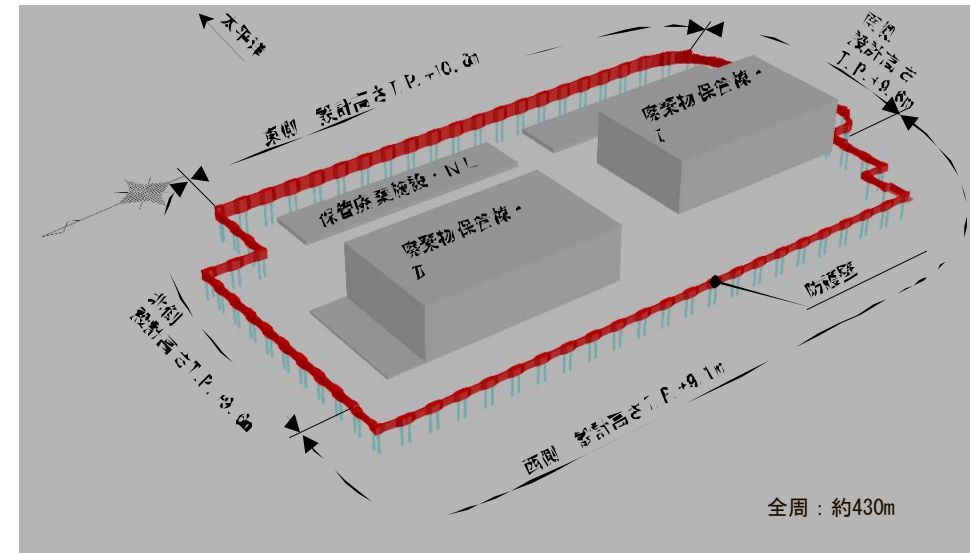 太平洋
東側　設計高さT.P.+10.
南側
設計高さ
T.P.+9.6m
廃棄物保管棟・
I
保管廃棄施設・NL
廃棄物保管棟・
II
防護壁
北側
設計高さT.P.
西側　設計高さT.P.+9.1m
全周：約430m